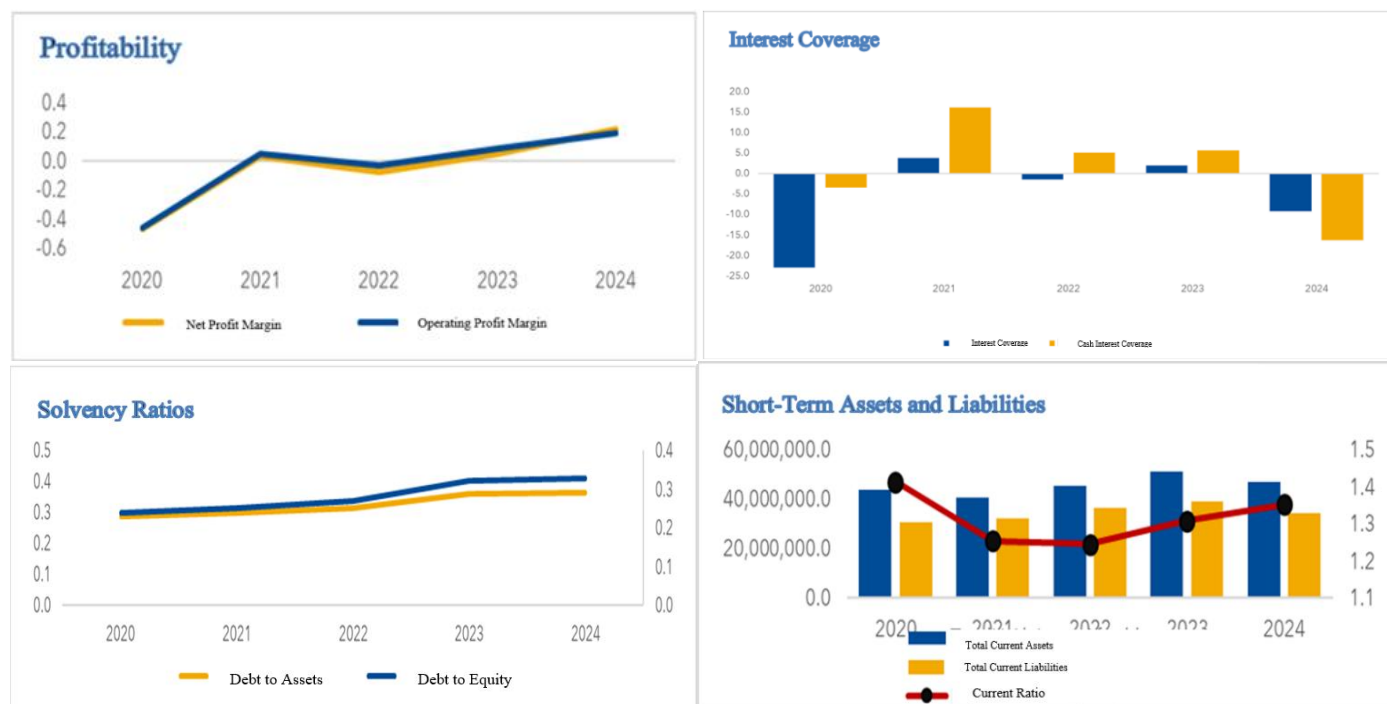 Profitability
0.4
0.2
0.0
-0.2
-0.4
-0.6
2020 2021 2022 2023 2024
Net Profit Margin Operating Profit Margin
Interest Coverage
20.0
15.0
10.0
5.0
0.0
-5.0
-10.0
-15.0
-20.0
-25.0
2020 2021 2022 2023 2024
Interest Coverage Cash Interest Coverage
Solvency Ratios
0.5 0.4
0.4
0.3 0.3
0.2
0.2
0.1 0.1
0.0 0.0
2020 2021 2022 2023 2024
Debt to Assets Debt to Equity
Short-Term Assets and Liabilities
60,000,000.0 1.5
1.4
40,000,000.0
1.3
20,000,000.0
1.2
0.0 1.1
2020 2021 2022 2023 2024
Total Current Assets
Total Current Liabilities
Current Ratio